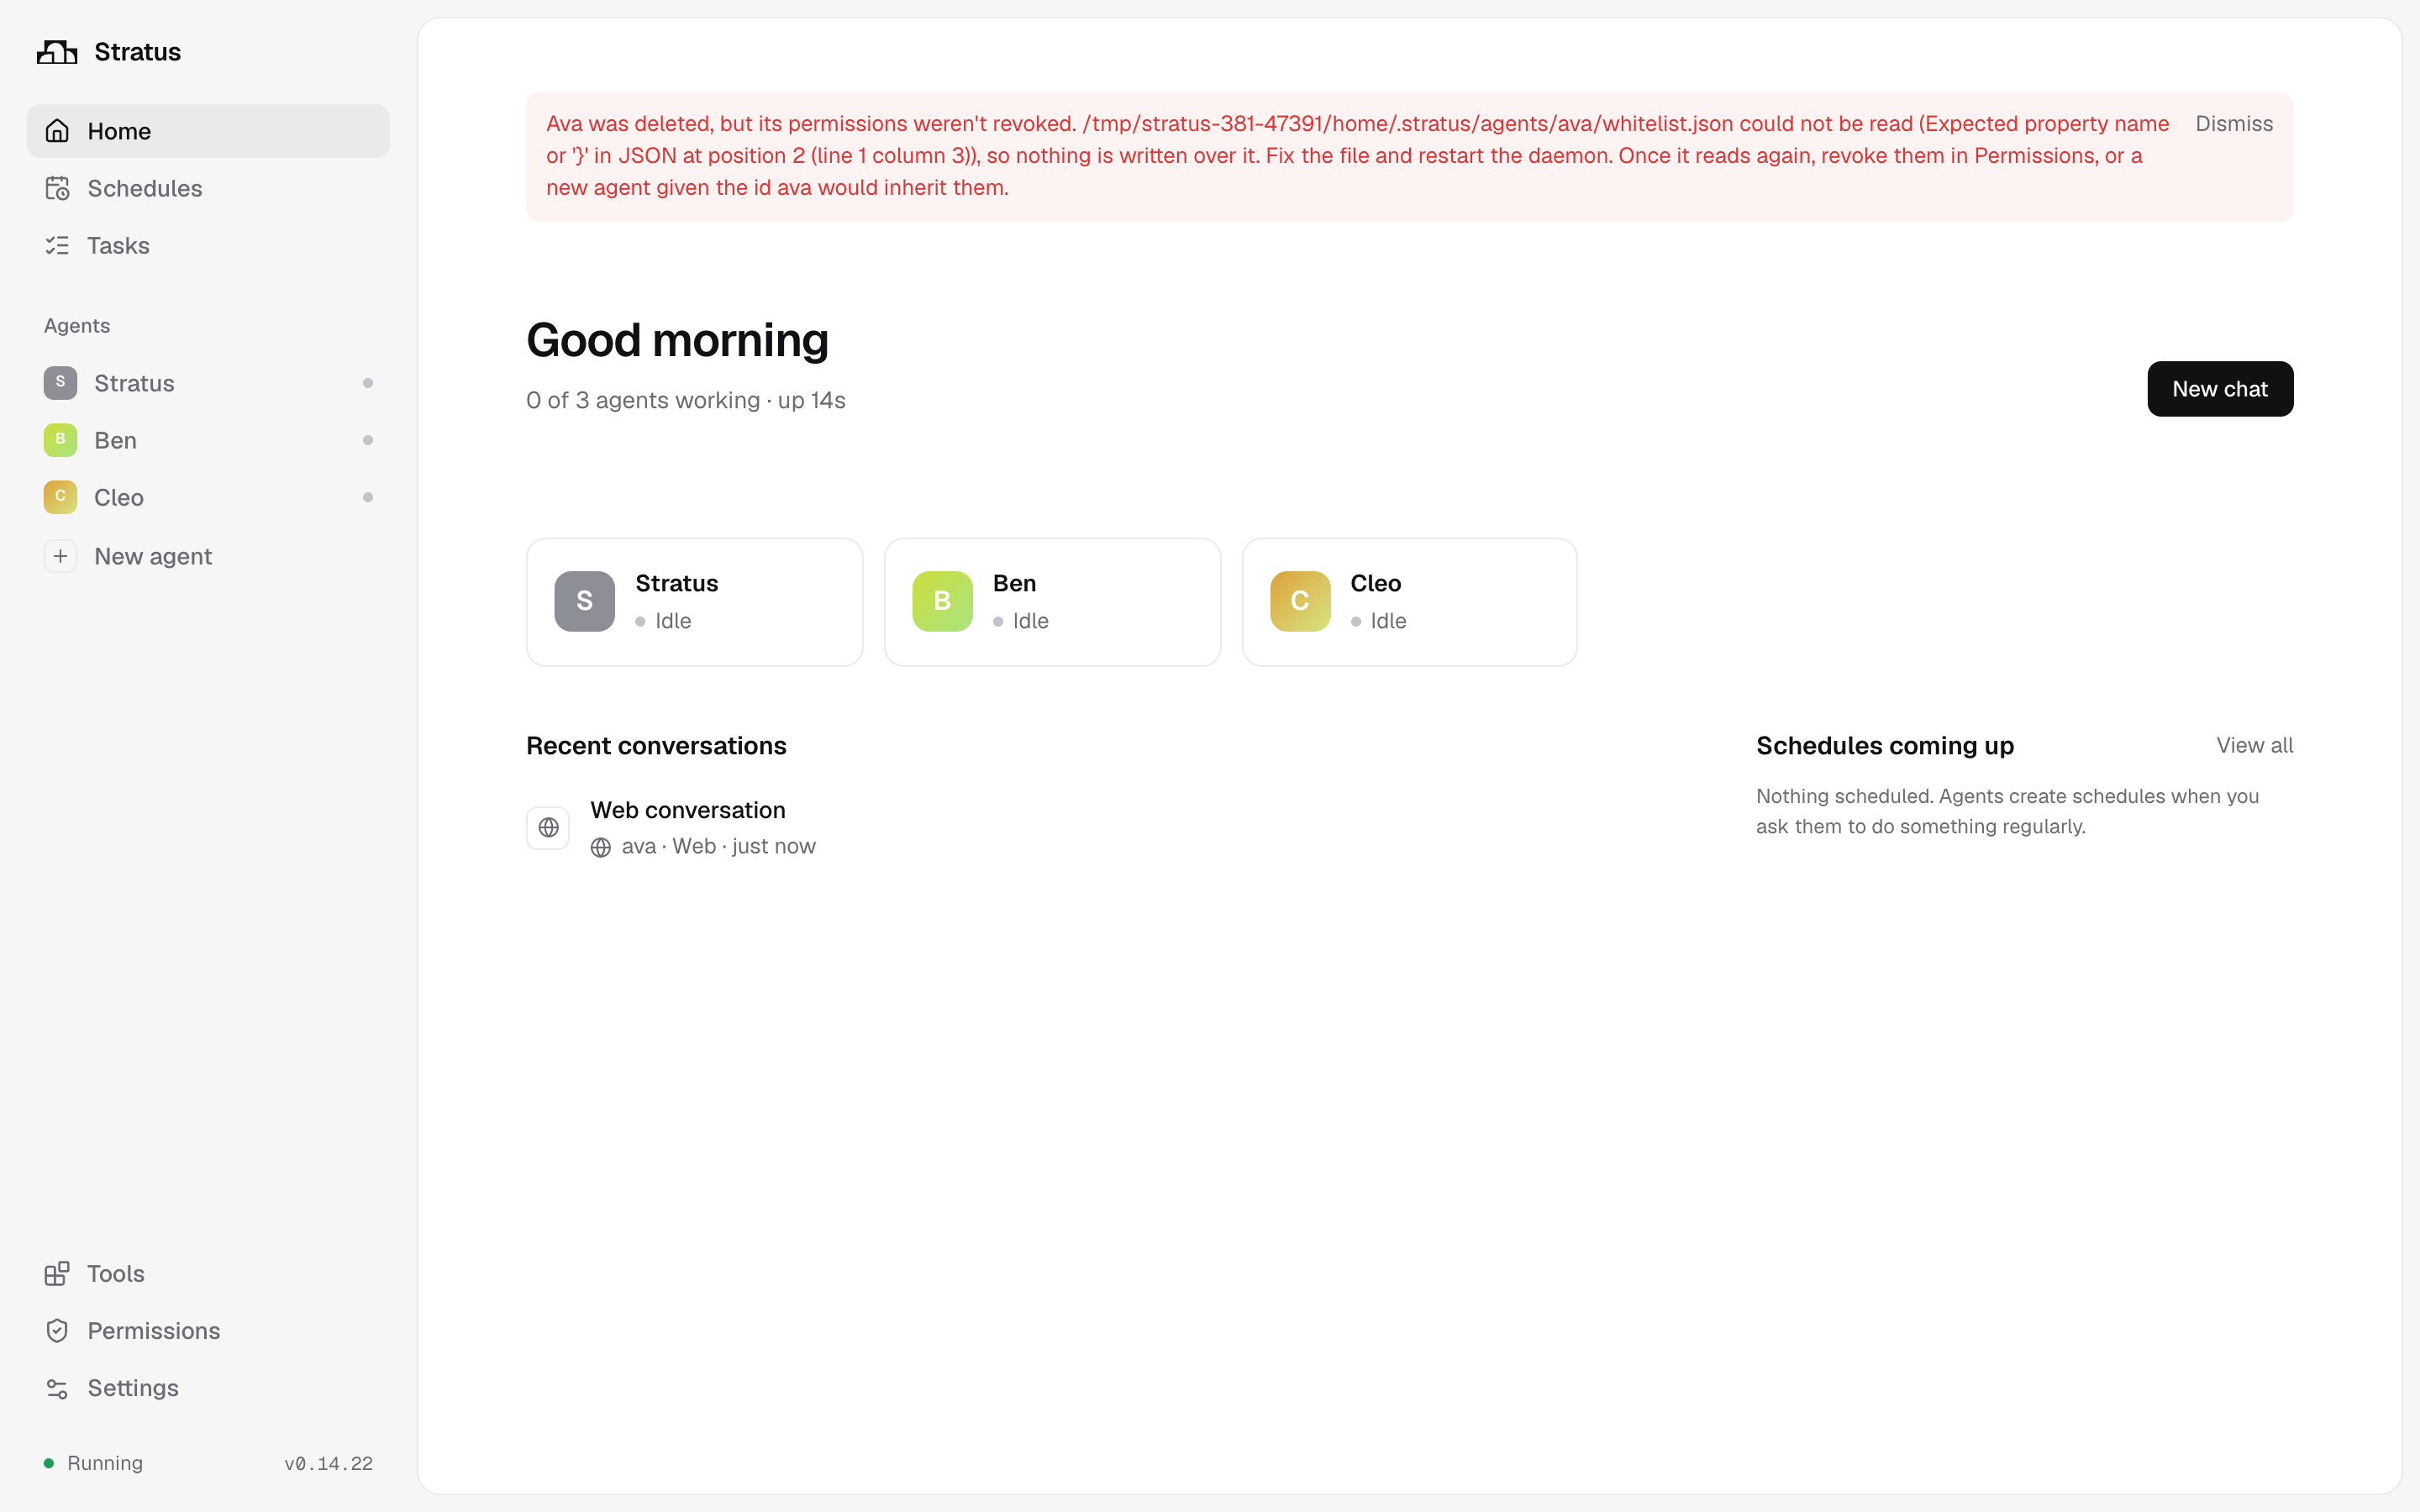 Stratus
Home
Schedules
Tasks
Agents
S Stratus
B Ben
C Cleo
New agent
Tools
Permissions
Settings
Running v0.14.22
Ava was deleted, but its permissions weren't revoked. /tmp/stratus-381-47391/home/.stratus/agents/ava/whitelist.json could not be read (Expected property name
or '}' in JSON at position 2 (line 1 column 3)), so nothing is written over it. Fix the file and restart the daemon. Once it reads again, revoke them in Permissions, or a
new agent given the id ava would inherit them.
Dismiss
Good morning
0 of 3 agents working · up 14s
New chat
S Stratus
Idle
B Ben
Idle
C Cleo
Idle
Recent conversations
Web conversation
ava · Web · just now
Schedules coming up View all
Nothing scheduled. Agents create schedules when you
ask them to do something regularly.